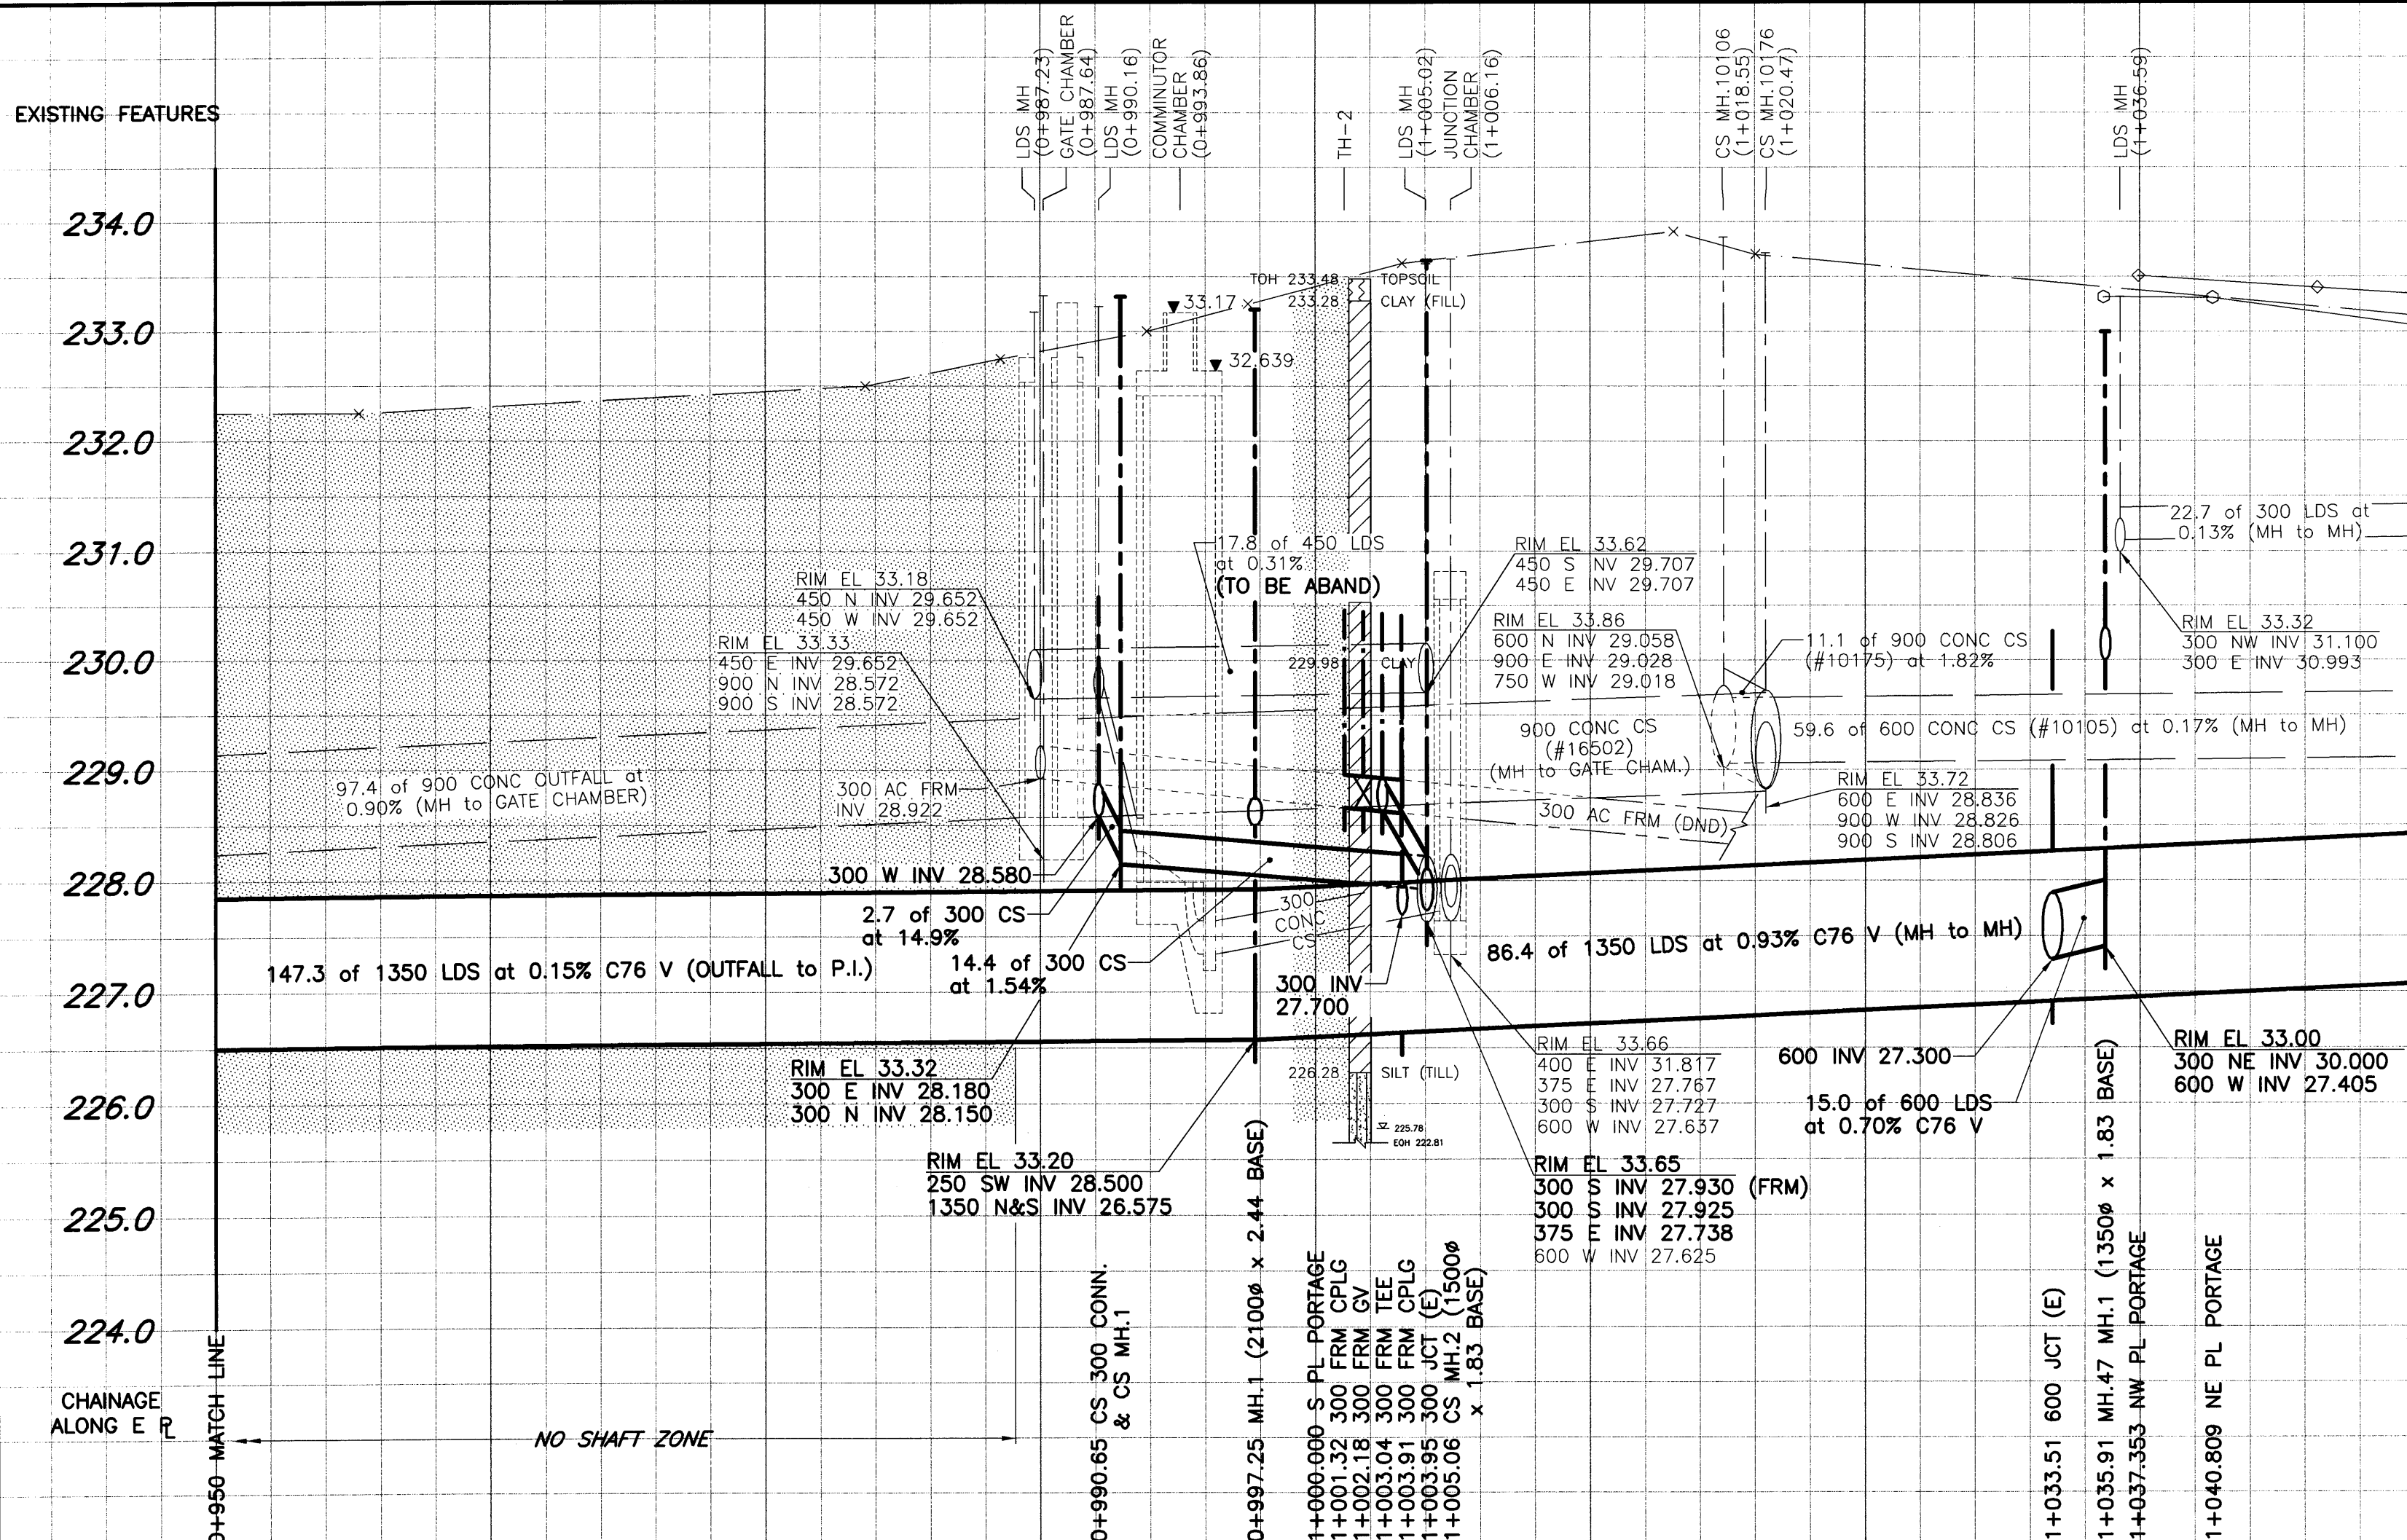 EXISTING FEATURES
LDS MH
(0+987.23)
GATE CHAMBER
(0+987.64)
LDS MH
(0+990.16)
COMMINUTOR
CHAMBER
(0+993.86)
TH-2
LDS MH
(1+005.02)
JUNCTION
CHAMBER
(1+006.16)
CS MH.10106
(1+018.55)
CS MH.10176
(1+020.47)
LDS MH
(1+036.59)
234.0
233.0
232.0
231.0
230.0
229.0
228.0
227.0
226.0
225.0
224.0
TOH 233.48
TOPSOIL
233.28
CLAY (FILL)
33.17
32.639
17.8 of 450 LDS
at 0.31%
(TO BE ABAND)
RIM EL 33.18
450 N INV 29.652
450 W INV 29.652
RIM EL 33.33
450 E INV 29.652
900 N INV 28.572
900 S INV 28.572
97.4 of 900 CONC OUTFALL at
0.90% (MH to GATE CHAMBER)
300 AC FRM
INV 28.922
229.98
CLAY
RIM EL 33.62
450 S INV 29.707
450 E INV 29.707
RIM EL 33.86
600 N INV 29.058
900 E INV 29.028
750 W INV 29.018
900 CONC CS
(#16502)
(MH to GATE CHAM.)
300 AC FRM (DND)
11.1 of 900 CONC CS
(#10175) at 1.82%
59.6 of 600 CONC CS (#10105) at 0.17% (MH to MH)
RIM EL 33.72
600 E INV 28.836
900 W INV 28.826
900 S INV 28.806
22.7 of 300 LDS at
0.13% (MH to MH)
RIM EL 33.32
300 NW INV 31.100
300 E INV 30.993
300 W INV 28.580
2.7 of 300 CS
at 14.9%
147.3 of 1350 LDS at 0.15% C76 V (OUTFALL to P.I.)
14.4 of 300 CS
at 1.54%
300
CONC
CS
300 INV
27.700
86.4 of 1350 LDS at 0.93% C76 V (MH to MH)
RIM EL 33.32
300 E INV 28.180
300 N INV 28.150
RIM EL 33.20
250 SW INV 28.500
1350 N&S INV 26.575
226.28
SILT (TILL)
225.78
EOH 222.81
RIM EL 33.66
400 E INV 31.817
375 E INV 27.767
300 S INV 27.727
600 W INV 27.637
RIM EL 33.65
300 S INV 27.930 (FRM)
300 S INV 27.925
375 E INV 27.738
600 W INV 27.625
600 INV 27.300
15.0 of 600 LDS
at 0.70% C76 V
RIM EL 33.00
300 NE INV 30.000
600 W INV 27.405
CHAINAGE
ALONG E PL
NO SHAFT ZONE
0+950 MATCH LINE
0+990.65 CS 300 CONN.
& CS MH.1
0+997.25 MH.1 (2100ø x 2.44 BASE)
1+000.000 S PL PORTAGE
1+001.32 300 FRM CPLG
1+002.18 300 FRM GV
1+003.04 300 FRM TEE
1+003.91 300 FRM CPLG
1+003.95 300 JCT (E)
1+005.06 CS MH.2 (1500ø
x 1.83 BASE)
1+033.51 600 JCT (E)
1+035.91 MH.47 MH.1 (1350ø x 1.83 BASE)
1+037.353 NW PL PORTAGE
1+040.809 NE PL PORTAGE